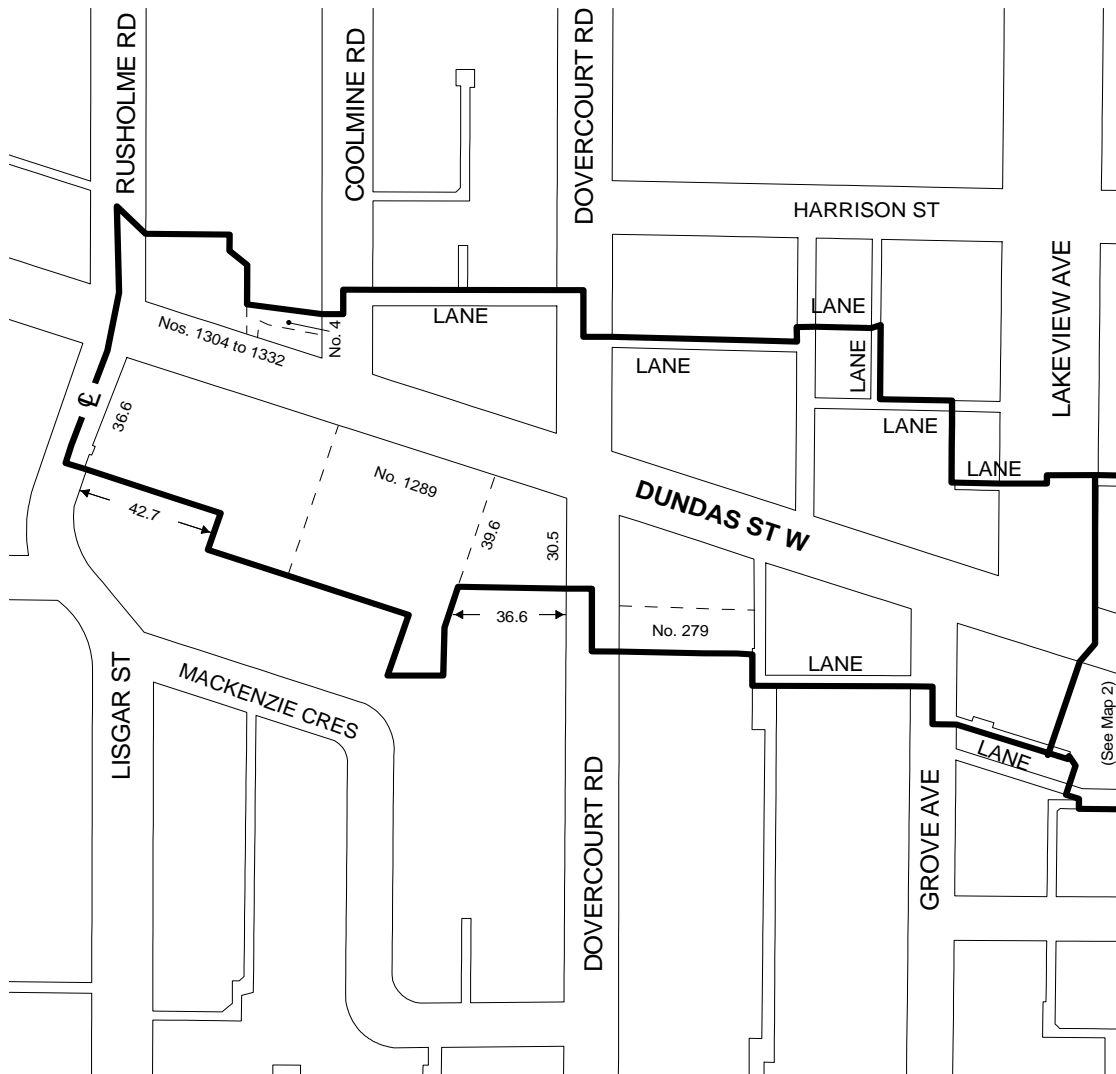 RUSHOLME RD
COOLMINE RD
DOVERCOURT RD
HARRISON ST
LAKEVIEW AVE
LANE
LANE
Nos. 1304 to 1332
No. 4
LANE
LANE
LANE
LANE
℄
36.6
No. 1289
DUNDAS ST W
42.7
39.6
30.5
36.6
No. 279
LANE
LISGAR ST
MACKENZIE CRES
DOVERCOURT RD
GROVE AVE
LANE
(See Map 2)